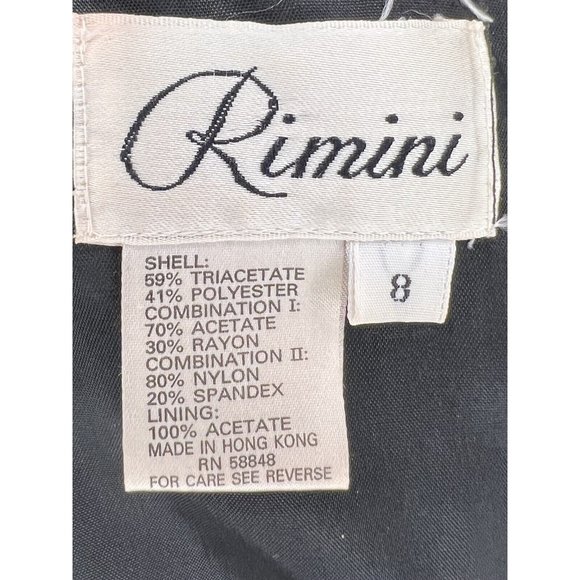 Rimini
SHELL:
59% TRIACETATE
41% POLYESTER
COMBINATION I:
70% ACETATE
30% RAYON
COMBINATION II:
80% NYLON
20% SPANDEX
LINING:
100% ACETATE
MADE IN HONG KONG
RN 58848
FOR CARE SEE REVERSE
8